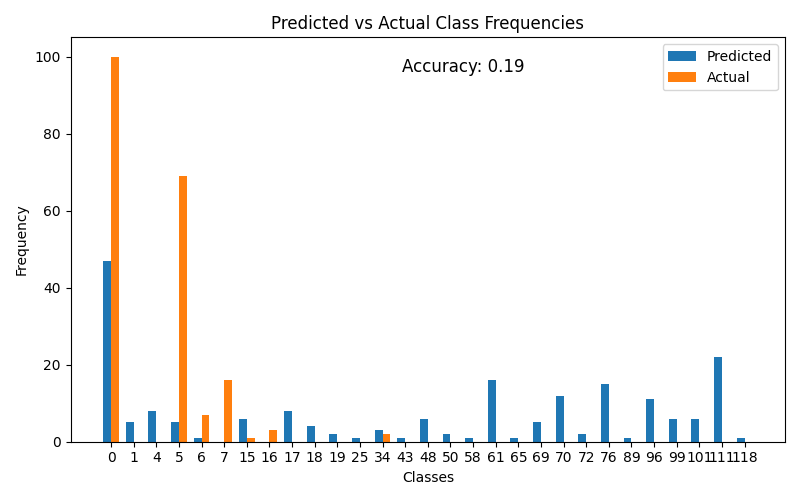 Predicted vs Actual Class Frequencies
Accuracy: 0.19
Predicted
Actual
Frequency
100
80
60
40
20
0
0 1 4 5 6 7 15 16 17 18 19 25 34 43 48 50 58 61 65 69 70 72 76 89 96 99 101 111 118
Classes